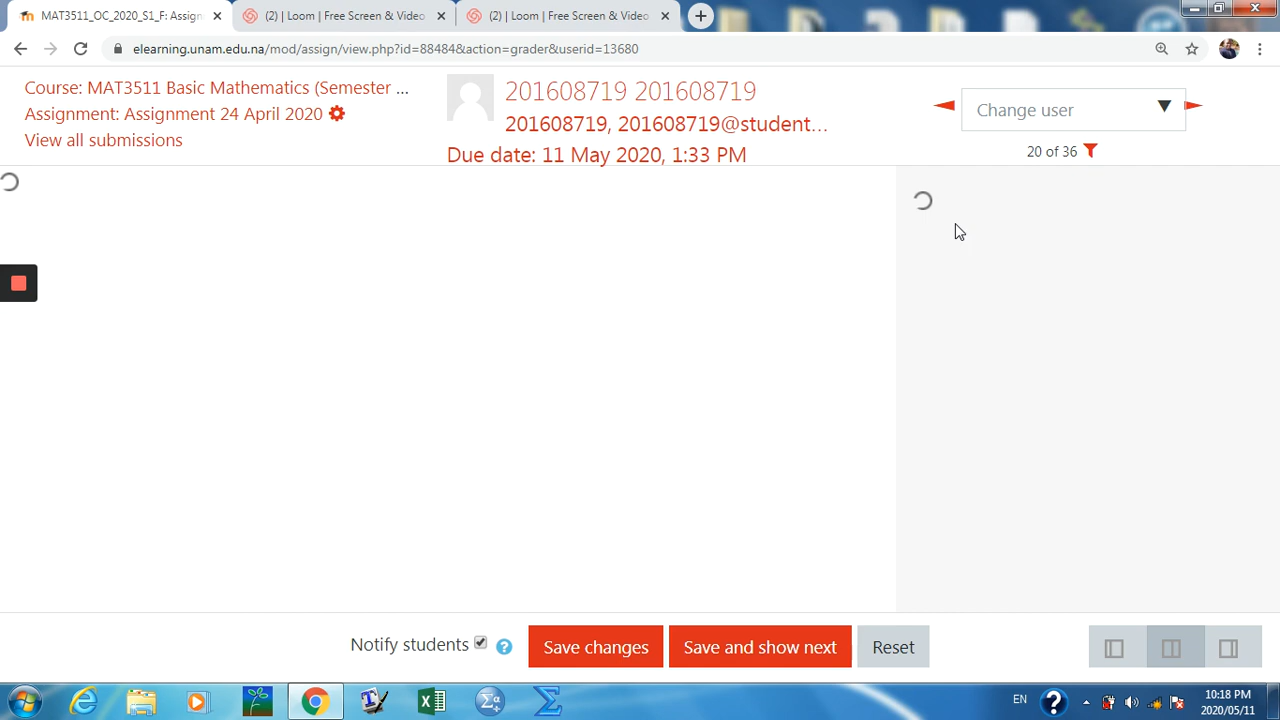 MAT3511_OC_2020_S1_F: Assign
(2) | Loom | Free Screen & Video
(2) | Loom | Free Screen & Video
elearning.unam.edu.na/mod/assign/view.php?id=88484&action=grader&userid=13680
Course: MAT3511 Basic Mathematics (Semester ...
Assignment: Assignment 24 April 2020
View all submissions
201608719 201608719
201608719, 201608719@student...
Due date: 11 May 2020, 1:33 PM
Change user
20 of 36
Notify students
Save changes
Save and show next
Reset
EN
10:18 PM
2020/05/11